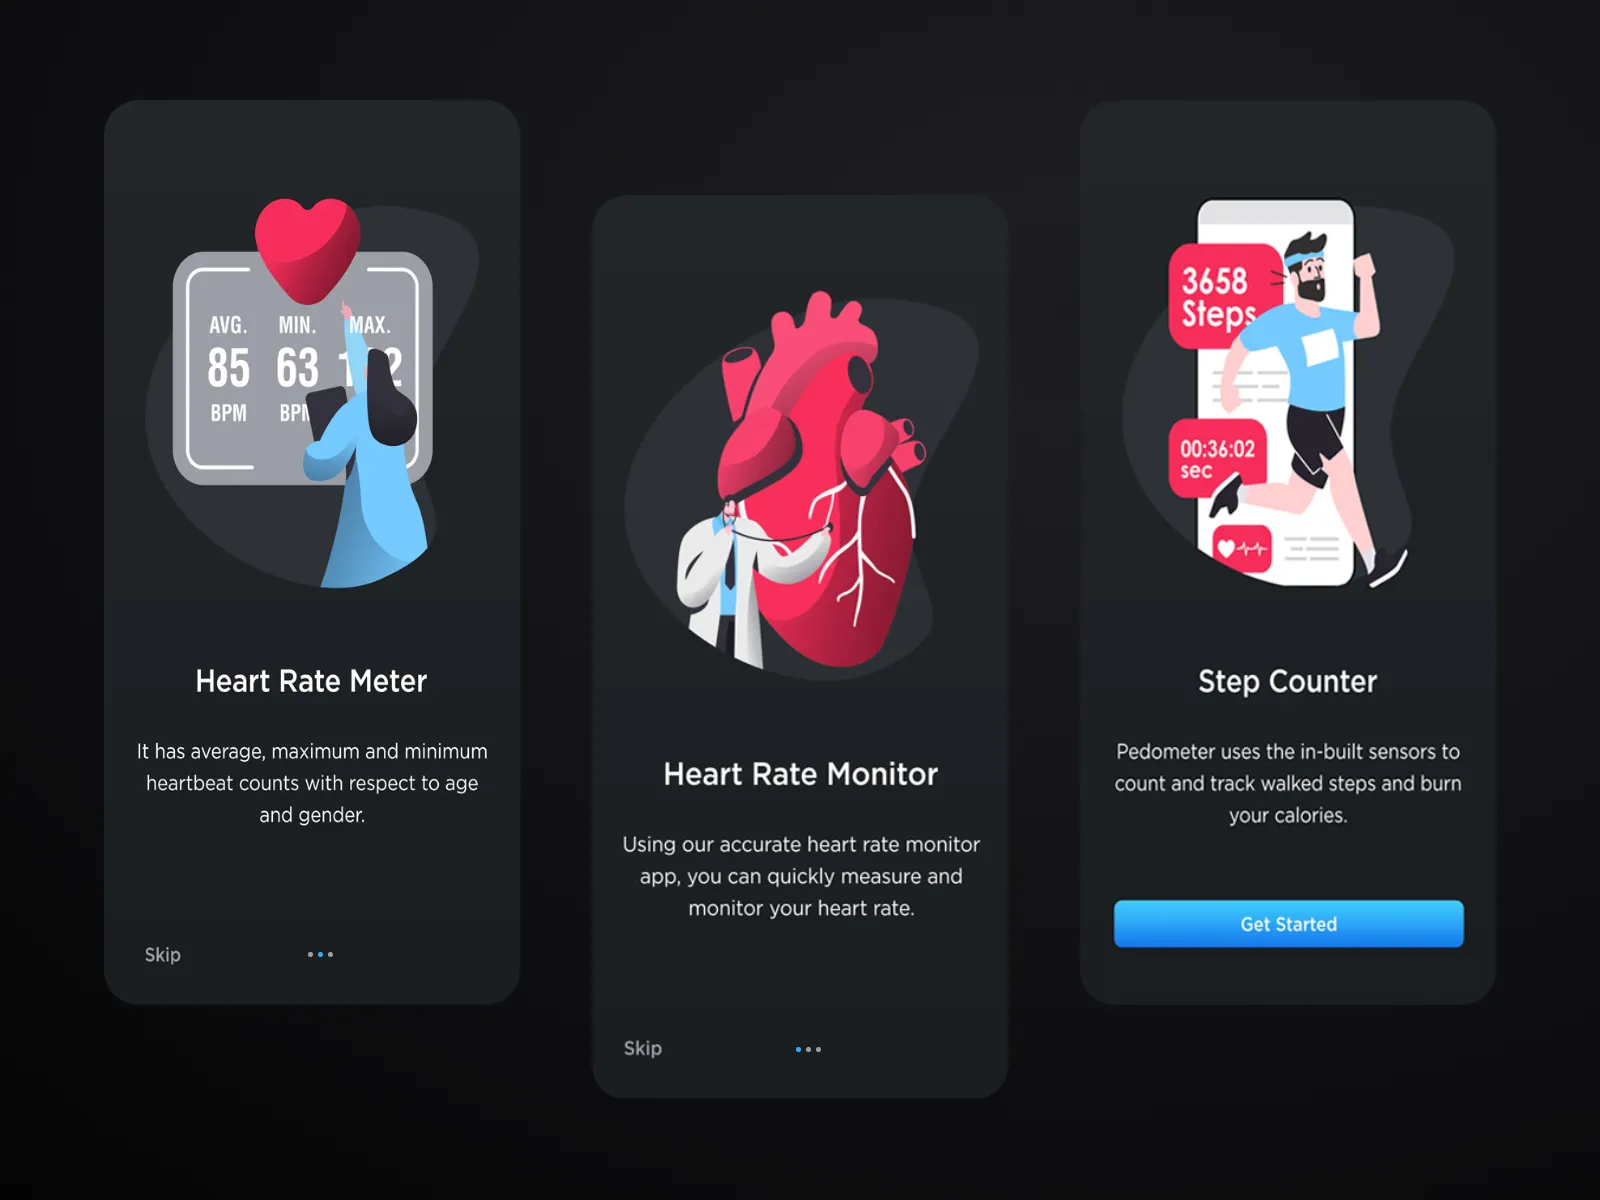 AVG. MIN. MAX.
85 63
BPM BPM
Heart Rate Meter
It has average, maximum and minimum
heartbeat counts with respect to age
and gender.
Skip
Heart Rate Monitor
Using our accurate heart rate monitor
app, you can quickly measure and
monitor your heart rate.
Skip
3658
Steps
00:36:02
sec
Step Counter
Pedometer uses the in-built sensors to
count and track walked steps and burn
your calories.
Get Started